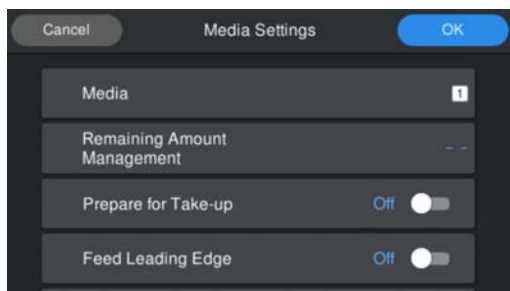 Cancel Media Settings OK
Media 1
Remaining Amount
Management - -
Prepare for Take-up Off
Feed Leading Edge Off